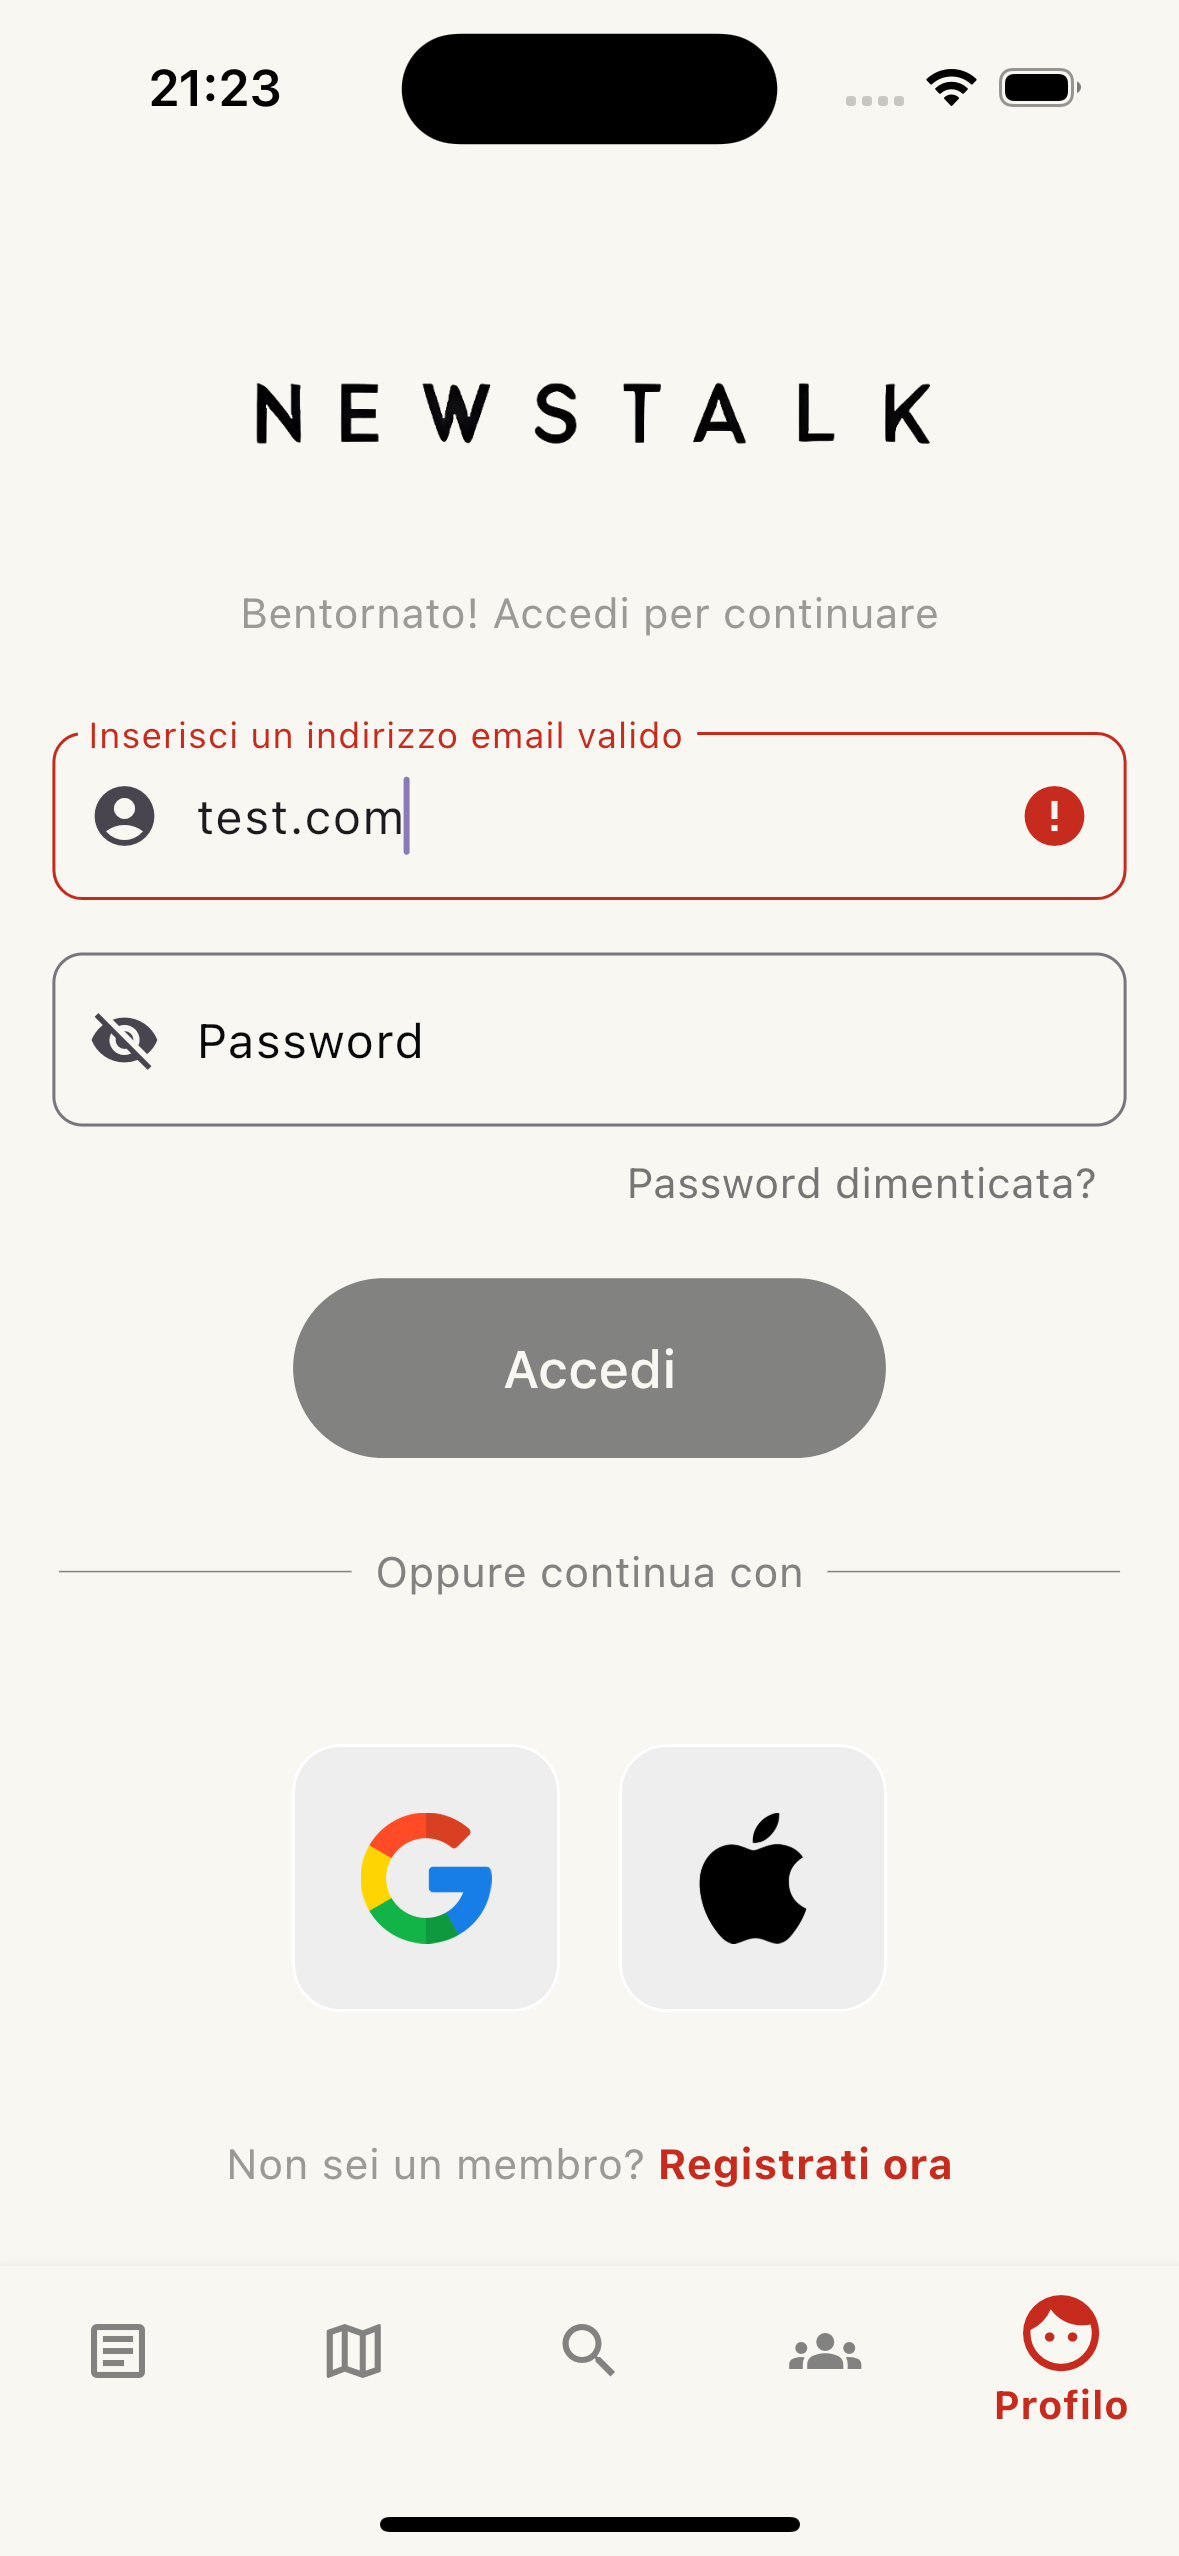 21:23
NEWSTALK
Bentornato! Accedi per continuare
Inserisci un indirizzo email valido
test.com
Password
Password dimenticata?
Accedi
Oppure continua con
Non sei un membro? Registrati ora
Profilo